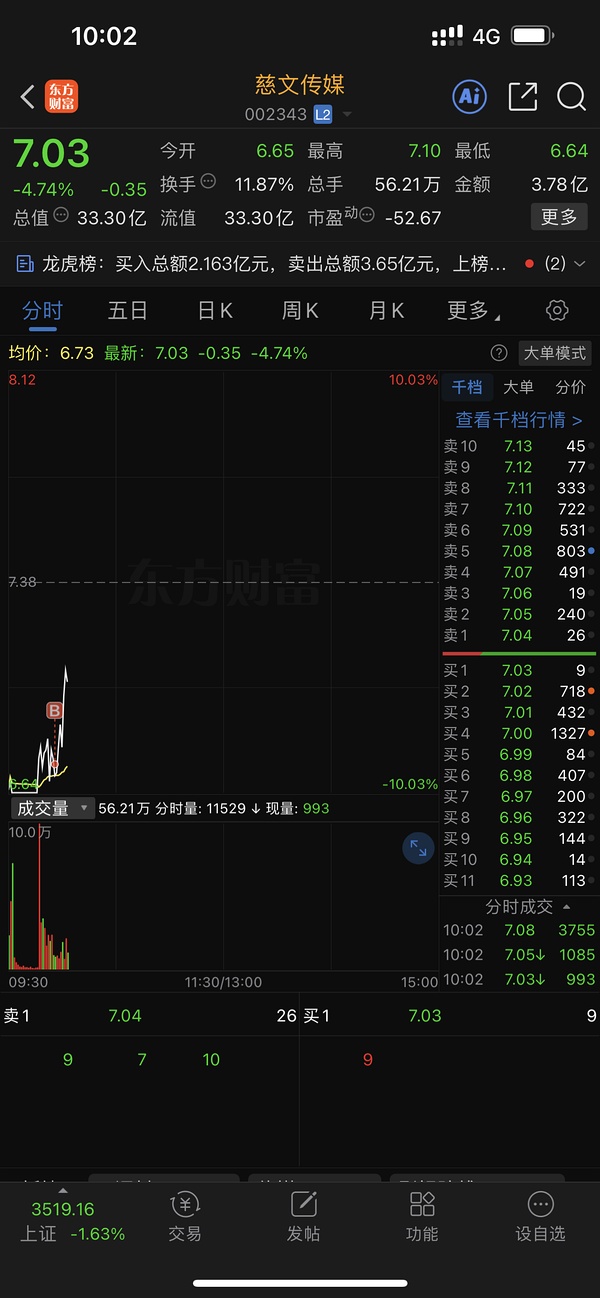 10:02 4G
东方财富 慈文传媒 Ai
002343 L2
7.03 今开 6.65 最高 7.10 最低 6.64
-4.74% -0.35 换手 11.87% 总手 56.21万 金额 3.78亿
总值 33.30亿 流值 33.30亿 市盈动 -52.67 更多
龙虎榜：买入总额2.163亿元，卖出总额3.65亿元，上榜... (2)
分时 五日 日K 周K 月K 更多
均价: 6.73 最新: 7.03 -0.35 -4.74% ? 大单模式
8.12 10.03% 千档 大单 分价
查看千档行情 >
卖10 7.13 45
卖9 7.12 77
卖8 7.11 333
卖7 7.10 722
卖6 7.09 531
卖5 7.08 803
卖4 7.07 491
卖3 7.06 19
卖2 7.05 240
卖1 7.04 26
7.38
东方财富
买1 7.03 9
买2 7.02 718
买3 7.01 432
买4 7.00 1327
买5 6.99 84
买6 6.98 407
买7 6.97 200
买8 6.96 322
买9 6.95 144
买10 6.94 14
买11 6.93 113
B
6.64 -10.03%
成交量 56.21万 分时量: 11529↓ 现量: 993
10.0万
09:30 11:30/13:00 15:00
分时成交
10:02 7.08 3755
10:02 7.05↓ 1085
10:02 7.03↓ 993
卖1 7.04 26 买1 7.03 9
9 7 10 9
3519.16
上证 -1.63% 交易 发帖 功能 设自选